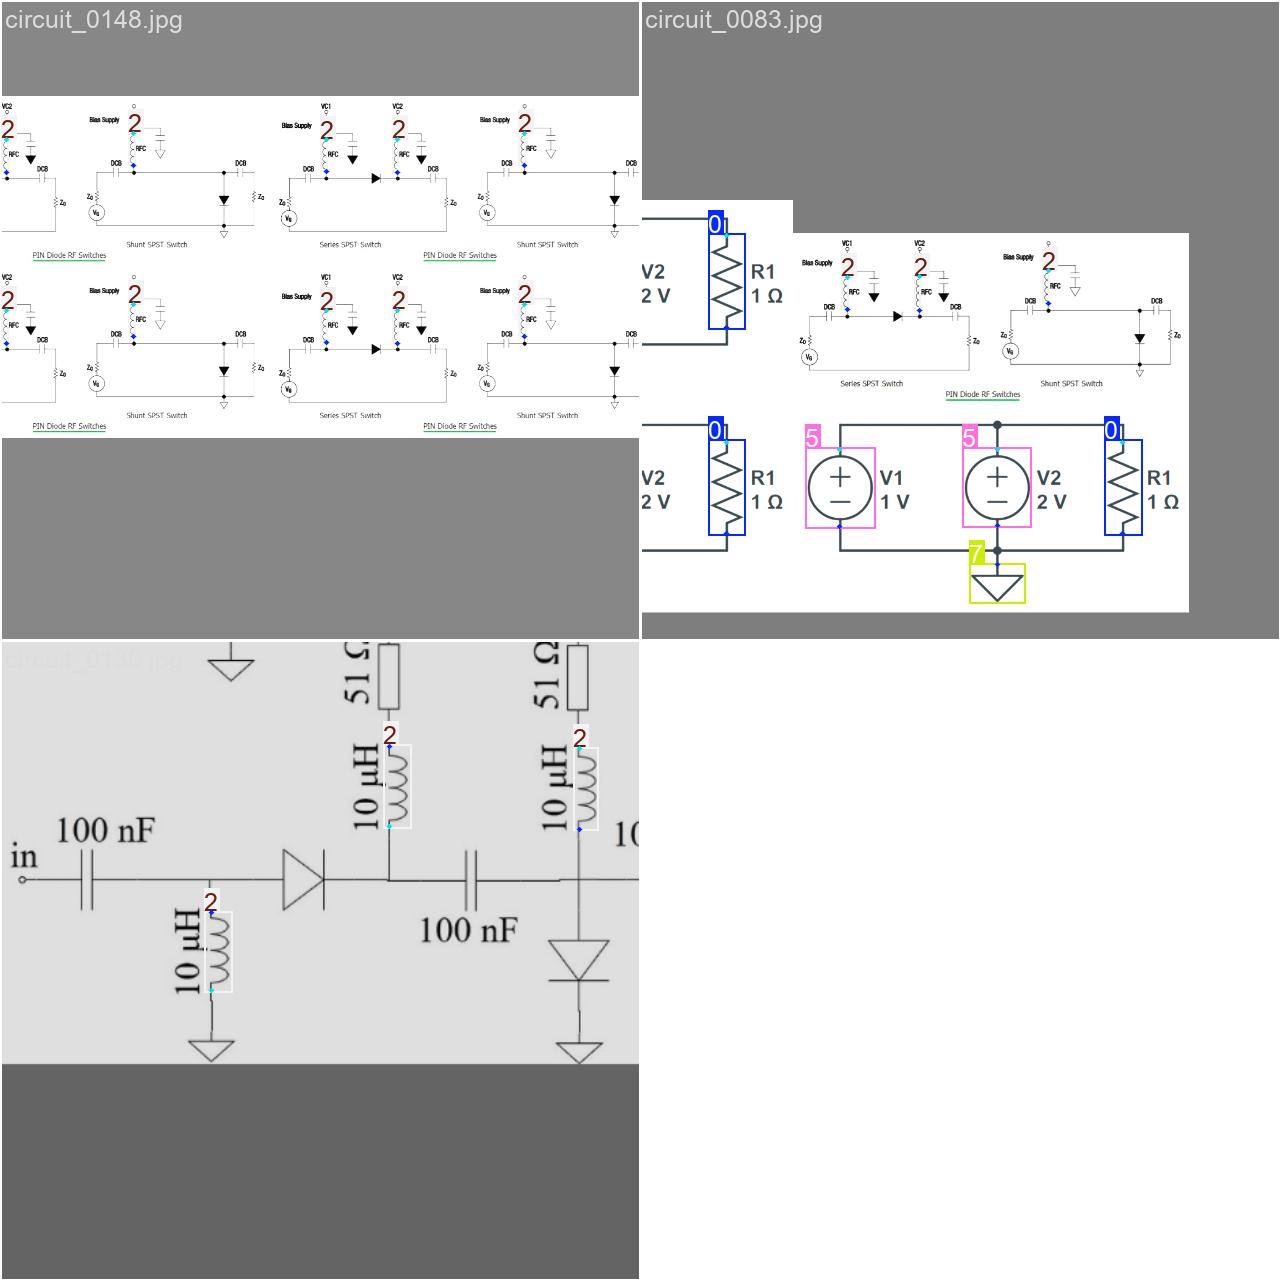 circuit_0148.jpg
VC2
2
RFC
DCB
Z0
Bias Supply
2
RFC
DCB
DCB
Z0
VG
Z0
Shunt SPST Switch
PIN Diode RF Switches
VC1
VC2
Bias Supply
2
2
RFC
RFC
DCB
DCB
Z0
VG
Z0
Series SPST Switch
PIN Diode RF Switches
Bias Supply
2
RFC
DCB
DCB
Z0
VG
Shunt SPST Switch
VC2
2
RFC
DCB
Z0
Bias Supply
2
RFC
DCB
DCB
Z0
VG
Z0
Shunt SPST Switch
PIN Diode RF Switches
VC1
VC2
Bias Supply
2
2
RFC
RFC
DCB
DCB
Z0
VG
Z0
Series SPST Switch
PIN Diode RF Switches
Bias Supply
2
RFC
DCB
DCB
Z0
VG
Shunt SPST Switch
circuit_0083.jpg
0
V2
2 V
R1
1 Ω
VC1
VC2
Bias Supply
2
2
RFC
RFC
DCB
DCB
Z0
VG
Z0
Series SPST Switch
Bias Supply
2
RFC
DCB
DCB
Z0
VG
Z0
Shunt SPST Switch
PIN Diode RF Switches
0
V2
2 V
R1
1 Ω
5
V1
1 V
5
V2
2 V
0
R1
1 Ω
7
circuit_0130.jpg
51 Ω
51 Ω
2
10 µH
2
10 µH
100 nF
10
in
2
10 µH
100 nF